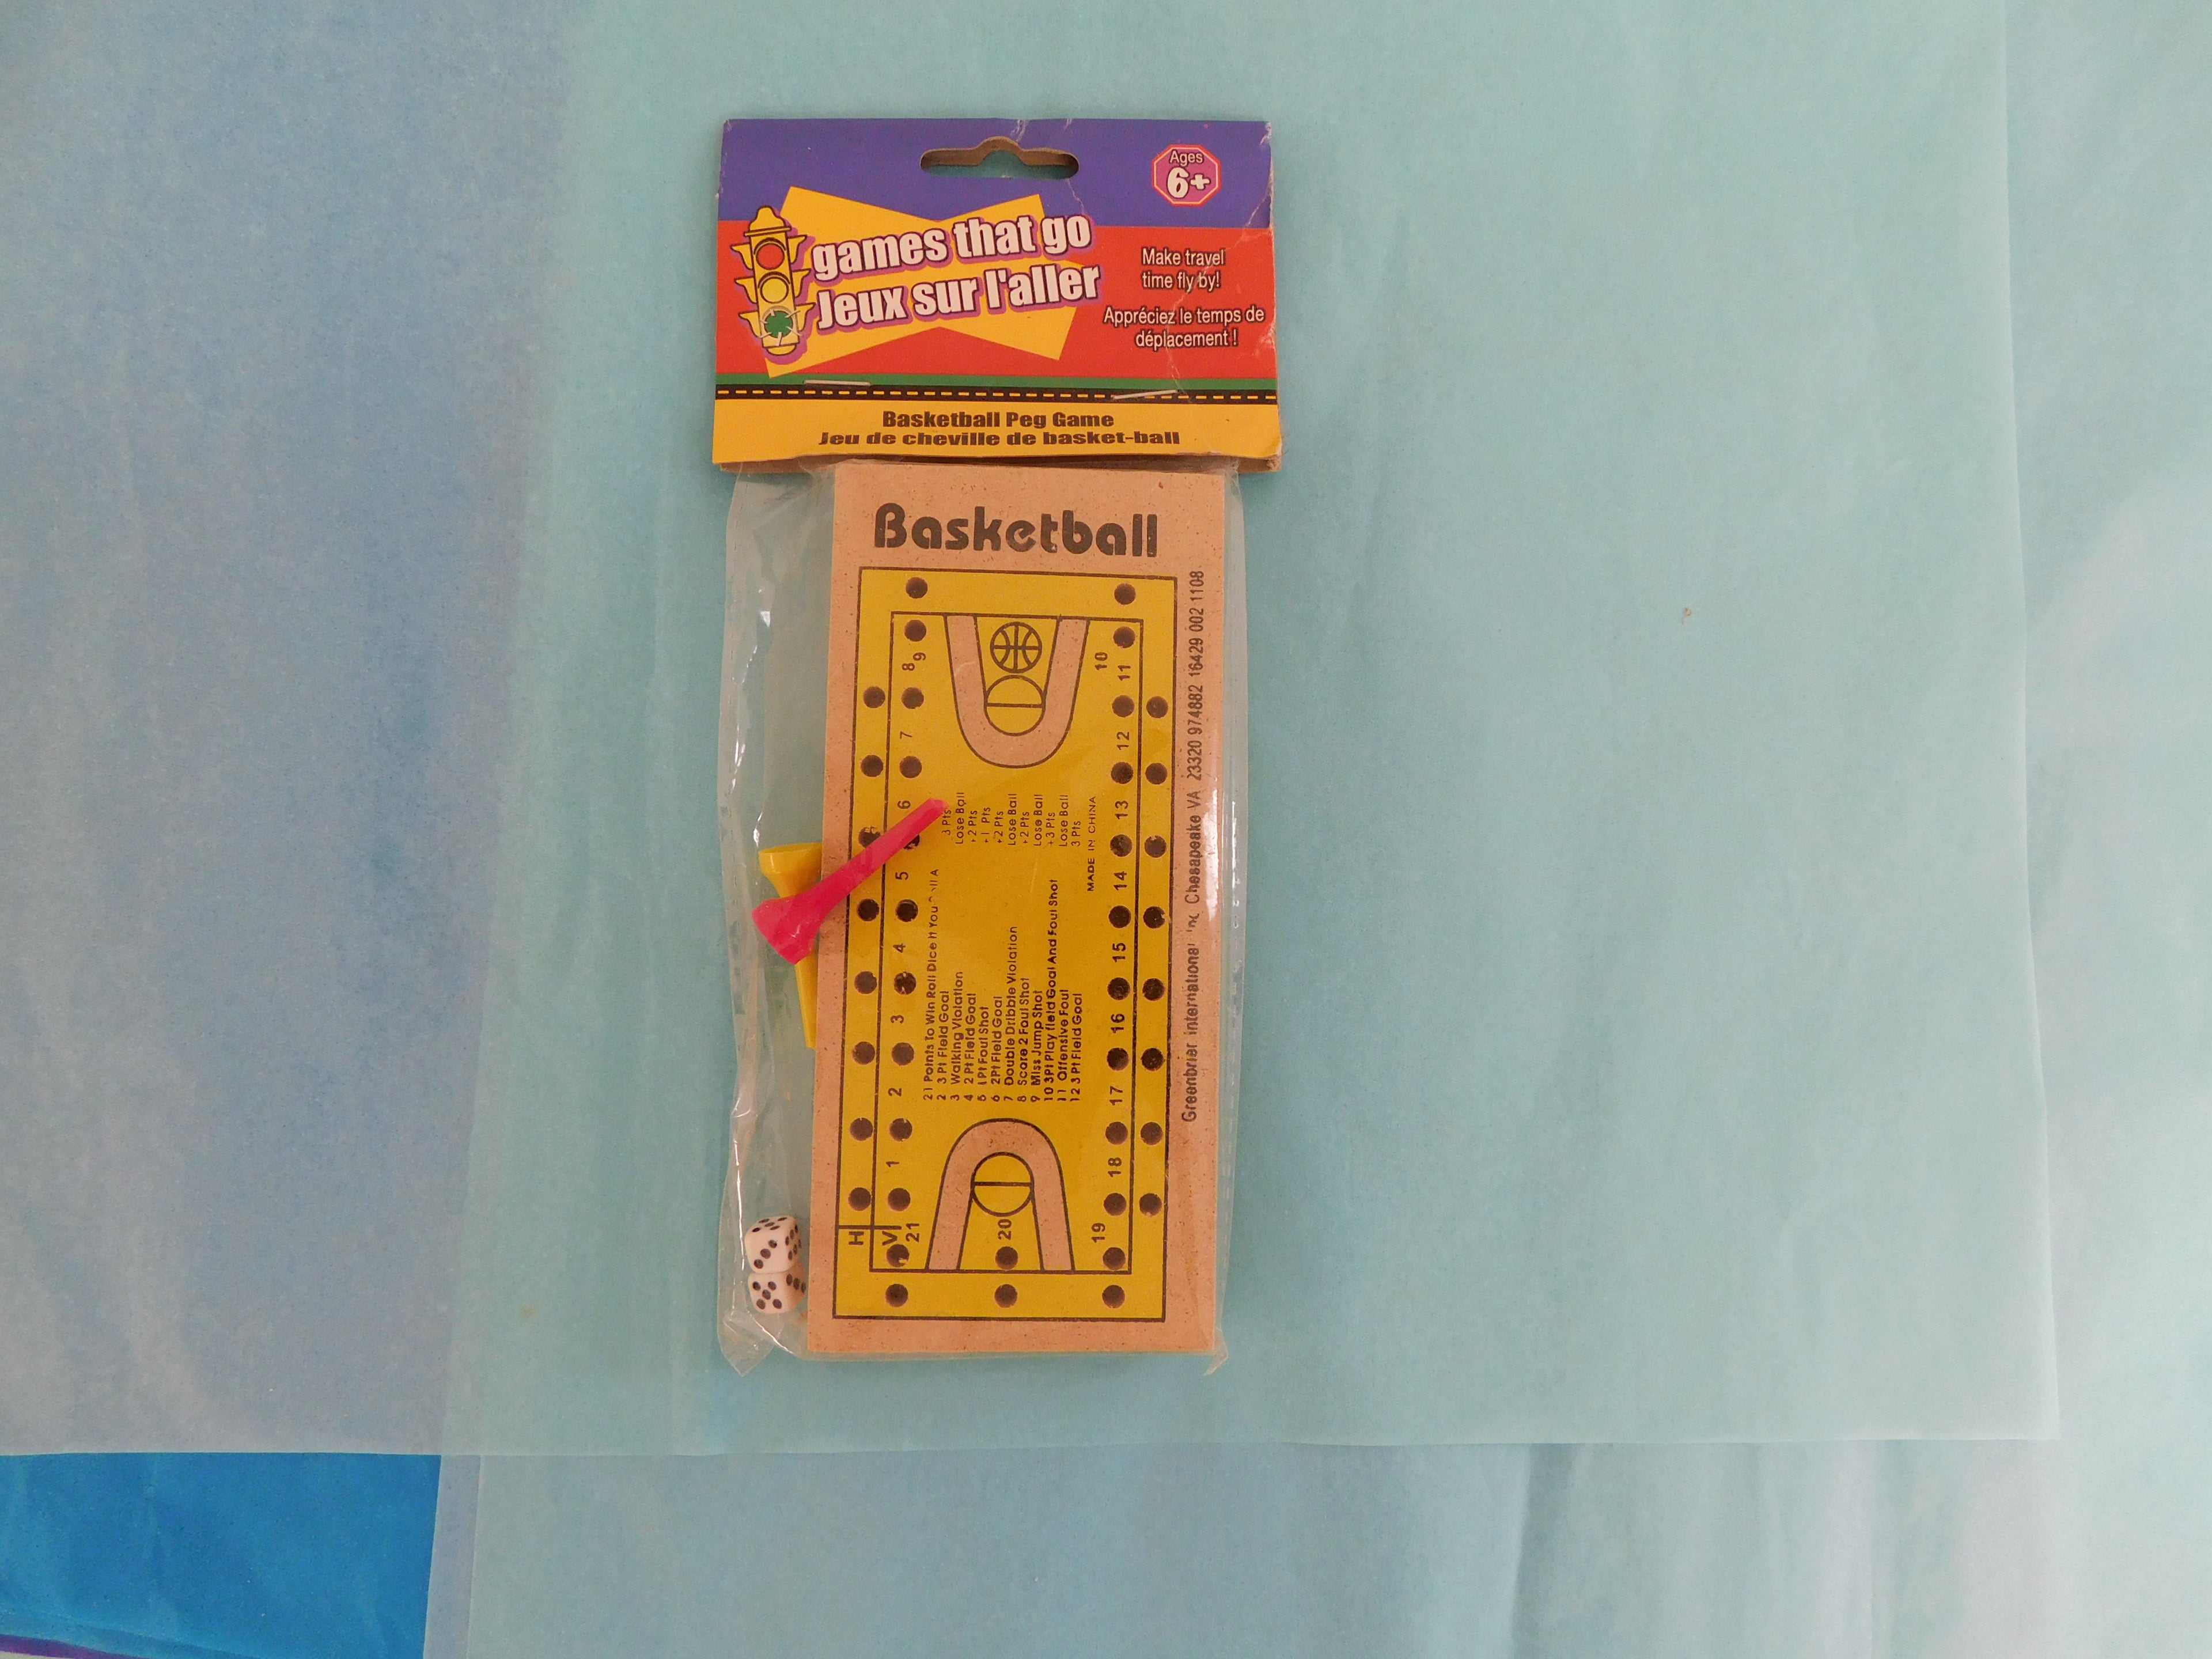 Ages
6+
games that go
Jeux sur l'aller
Make travel
time fly by!
Appréciez le temps de
déplacement !
Basketball Peg Game
Jeu de cheville de basket-ball
Basketball
21 Points To Win Roll Dice If You
2 3 Pt Field Goal 3 Pts
3 Walking Violation Lose Ball
4 2 Pt Field Goal +2 Pts
5 1 Pt Foul Shot +1 Pts
6 2Pt Field Goal +2 Pts
7 Double Dribble Violation Lose Ball
8 Score 2 Foul Shot +2 Pts
9 Miss Jump Shot Lose Ball
10 3Pt Play field Goal And Foul Shot +3 Pts
11 Offensive Foul Lose Ball
12 3 Pt Field Goal 3 Pts
MADE IN CHINA
H
V
1 2 3 4 5 6 7 8 9
10 11 12 13 14 15 16 17 18 19
20
21
Greenbrier international Chesapeake VA 23320 974882 16429 002 1108